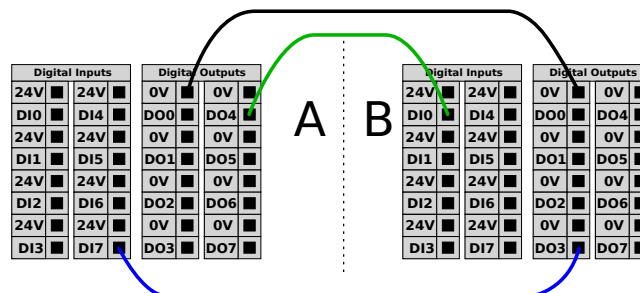 Digital Inputs Digital Outputs Digital Inputs Digital Outputs
24V 24V 0V 0V 24V 24V 0V 0V
DI0 DI4 DO0 DO4 A B DI0 DI4 DO0 DO4
24V 24V 0V 0V 24V 24V 0V 0V
DI1 DI5 DO1 DO5 DI1 DI5 DO1 DO5
24V 24V 0V 0V 24V 24V 0V 0V
DI2 DI6 DO2 DO6 DI2 DI6 DO2 DO6
24V 24V 0V 0V 24V 24V 0V 0V
DI3 DI7 DO3 DO7 DI3 DI7 DO3 DO7